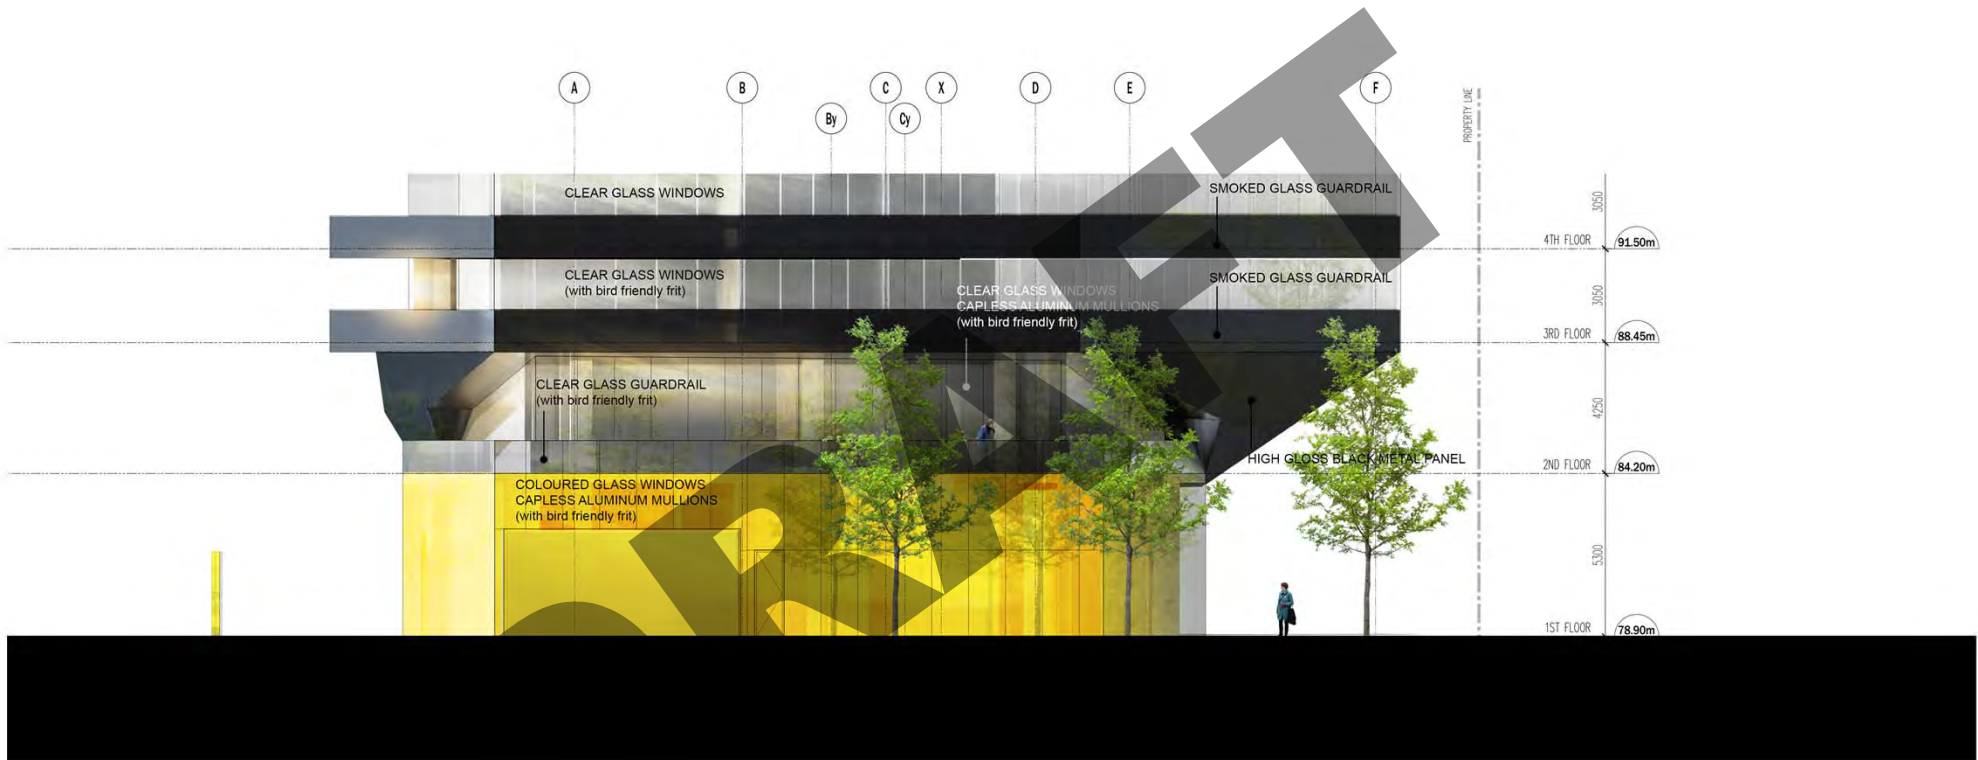 A
B
C
X
D
E
F
By
Cy
PROPERTY LINE
CLEAR GLASS WINDOWS
SMOKED GLASS GUARDRAIL
3050
4TH FLOOR
91.50m
CLEAR GLASS WINDOWS
(with bird friendly frit)
SMOKED GLASS GUARDRAIL
CLEAR GLASS WINDOWS
CAPLESS ALUMINUM MULLIONS
(with bird friendly frit)
3050
3RD FLOOR
88.45m
CLEAR GLASS GUARDRAIL
(with bird friendly frit)
4250
HIGH GLOSS BLACK METAL PANEL
2ND FLOOR
84.20m
COLOURED GLASS WINDOWS
CAPLESS ALUMINUM MULLIONS
(with bird friendly frit)
5300
1ST FLOOR
78.90m
DRAFT